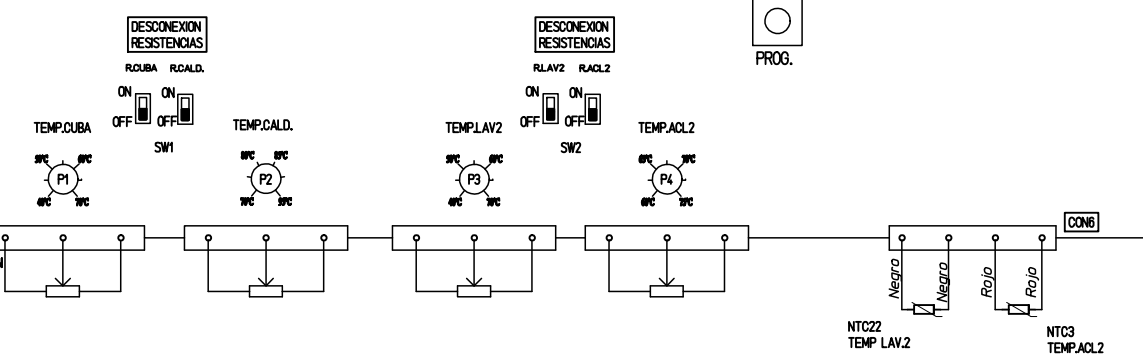 DESCONEXION
RESISTENCIAS
DESCONEXION
RESISTENCIAS
PROG.
R.CUBA R.CALD.
R.LAV2 R.ACL2
ON ON
OFF OFF
ON ON
OFF OFF
SW1
SW2
TEMP.CUBA
TEMP.CALD.
TEMP.LAV2
TEMP.ACL2
P1
P2
P3
P4
CON6
Negro
Negro
Rojo
Rojo
NTC22
TEMP LAV.2
NTC3
TEMP.ACL2